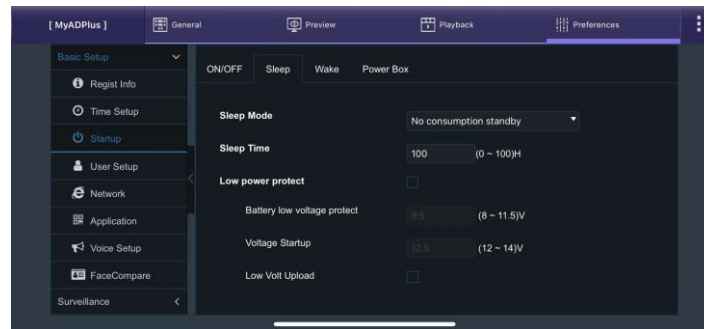 [ MyADPlus ] General Preview Playback Preferences
Basic Setup
Regist Info
Time Setup
Startup
User Setup
Network
Application
Voice Setup
FaceCompare
Surveillance
ON/OFF Sleep Wake Power Box
Sleep Mode No consumption standby
Sleep Time 100 (0 ~ 100)H
Low power protect
Battery low voltage protect 9.5 (8 ~ 11.5)V
Voltage Startup 12.5 (12 ~ 14)V
Low Volt Upload